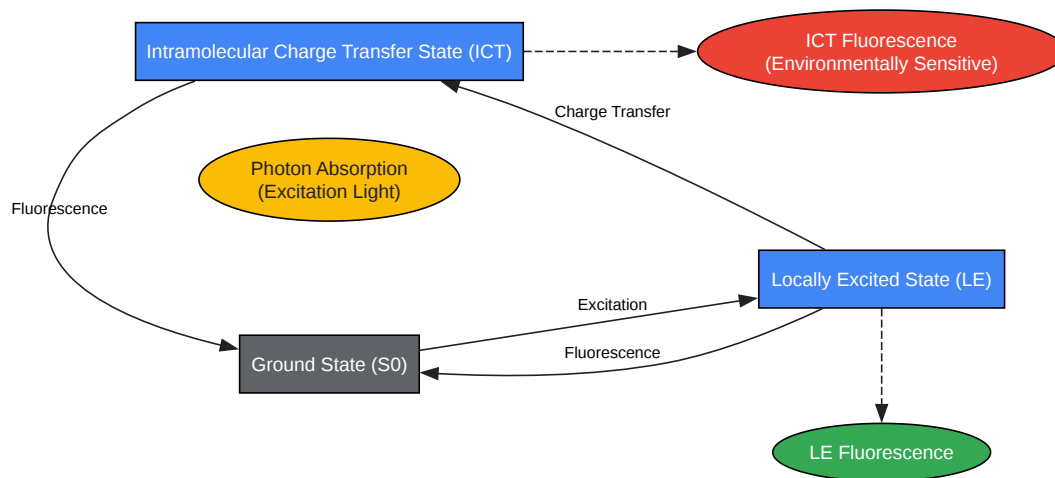 Intramolecular Charge Transfer State (ICT)
ICT Fluorescence
(Environmentally Sensitive)
Charge Transfer
Photon Absorption
(Excitation Light)
Fluorescence
Locally Excited State (LE)
Excitation
Fluorescence
Ground State (S0)
LE Fluorescence